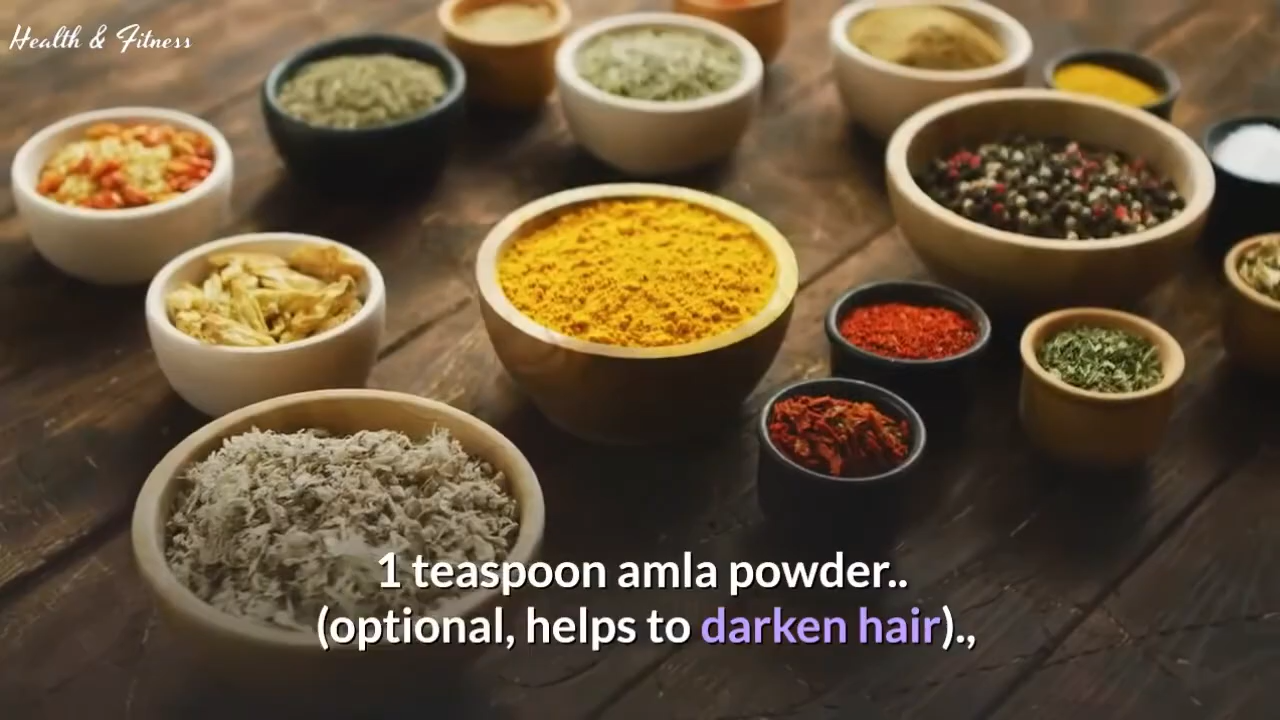 Health & Fitness
1 teaspoon amla powder..
(optional, helps to darken hair).,